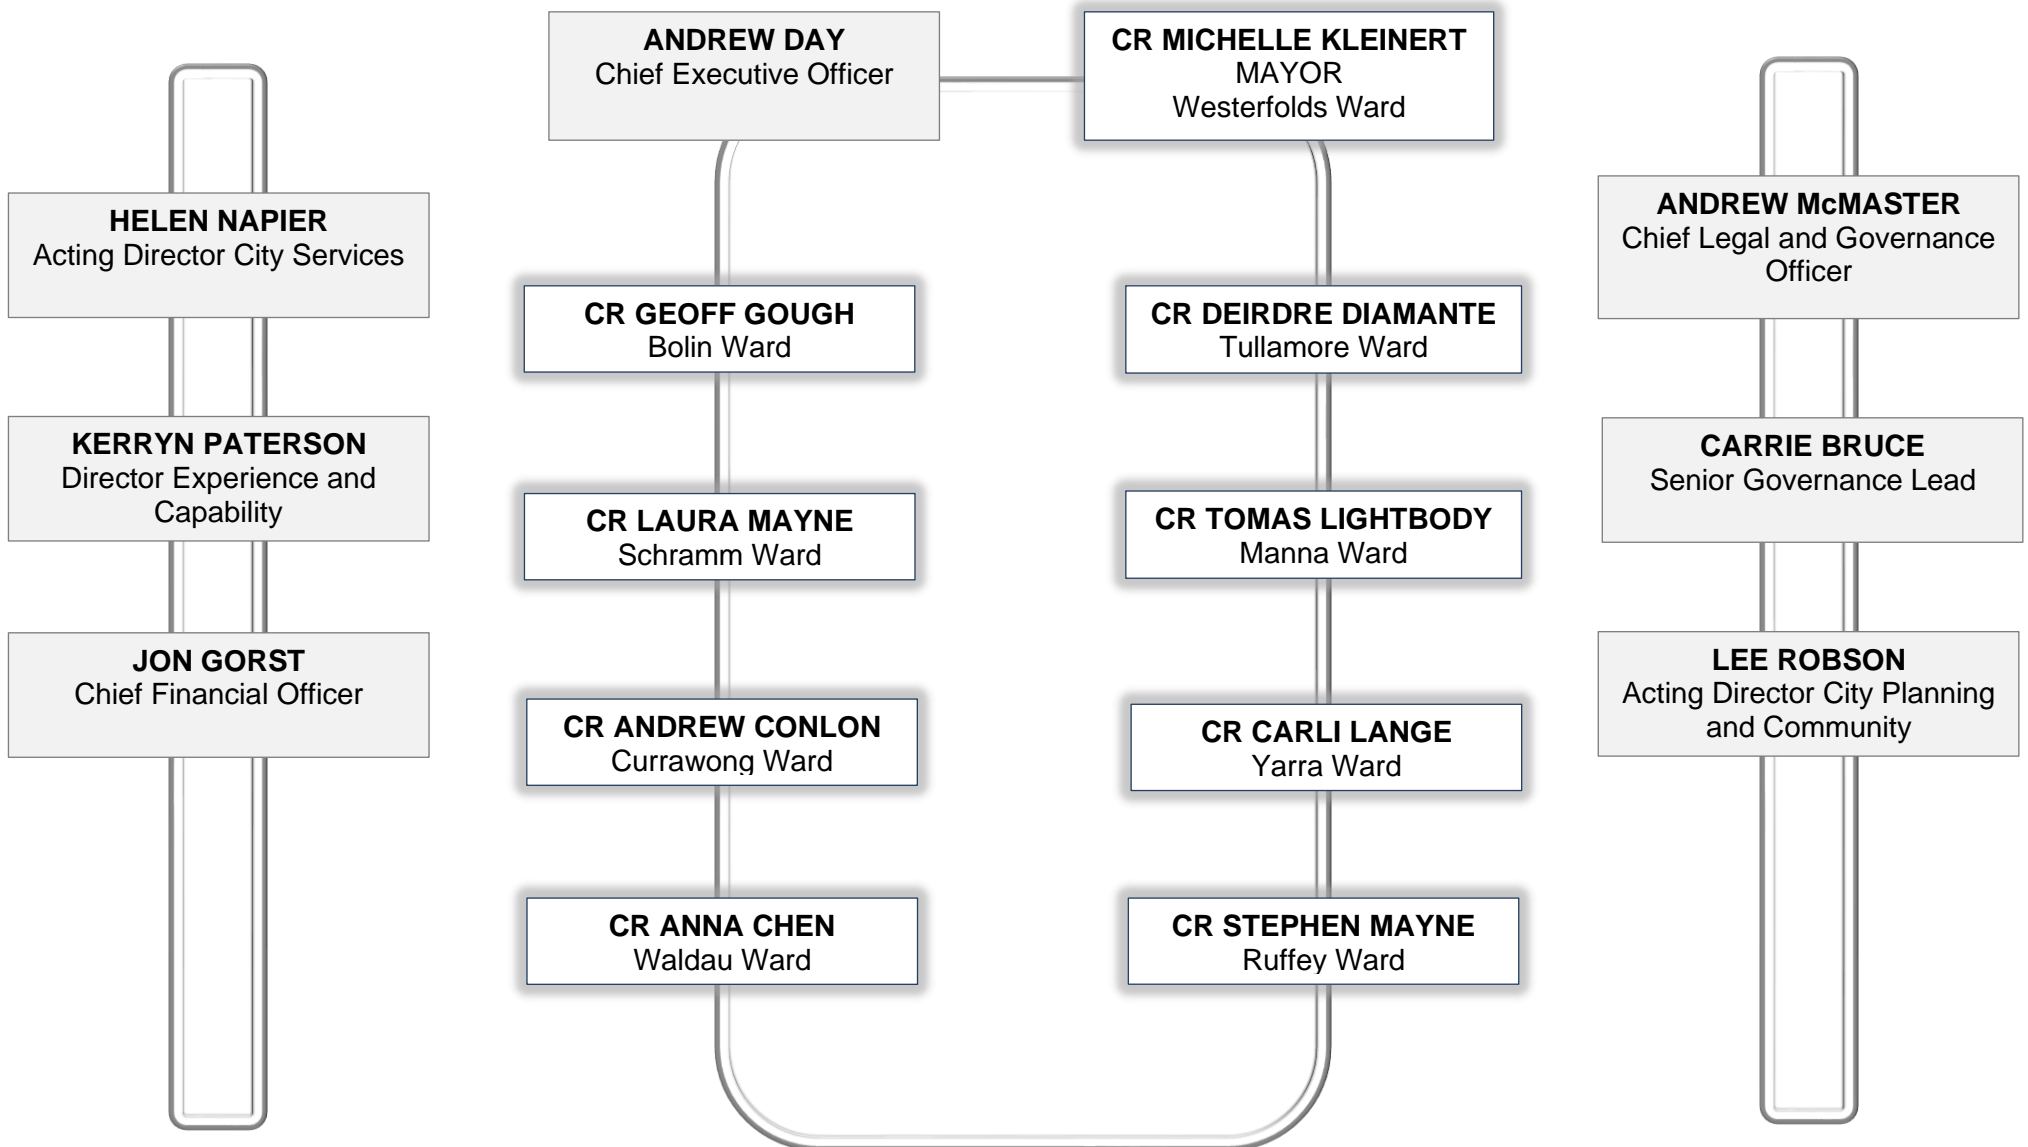 ANDREW DAY
Chief Executive Officer
CR MICHELLE KLEINERT
MAYOR
Westerfolds Ward
HELEN NAPIER
Acting Director City Services
KERRYN PATERSON
Director Experience and
Capability
JON GORST
Chief Financial Officer
CR GEOFF GOUGH
Bolin Ward
CR LAURA MAYNE
Schramm Ward
CR ANDREW CONLON
Currawong Ward
CR ANNA CHEN
Waldau Ward
CR DEIRDRE DIAMANTE
Tullamore Ward
CR TOMAS LIGHTBODY
Manna Ward
CR CARLI LANGE
Yarra Ward
CR STEPHEN MAYNE
Ruffey Ward
ANDREW McMASTER
Chief Legal and Governance
Officer
CARRIE BRUCE
Senior Governance Lead
LEE ROBSON
Acting Director City Planning
and Community